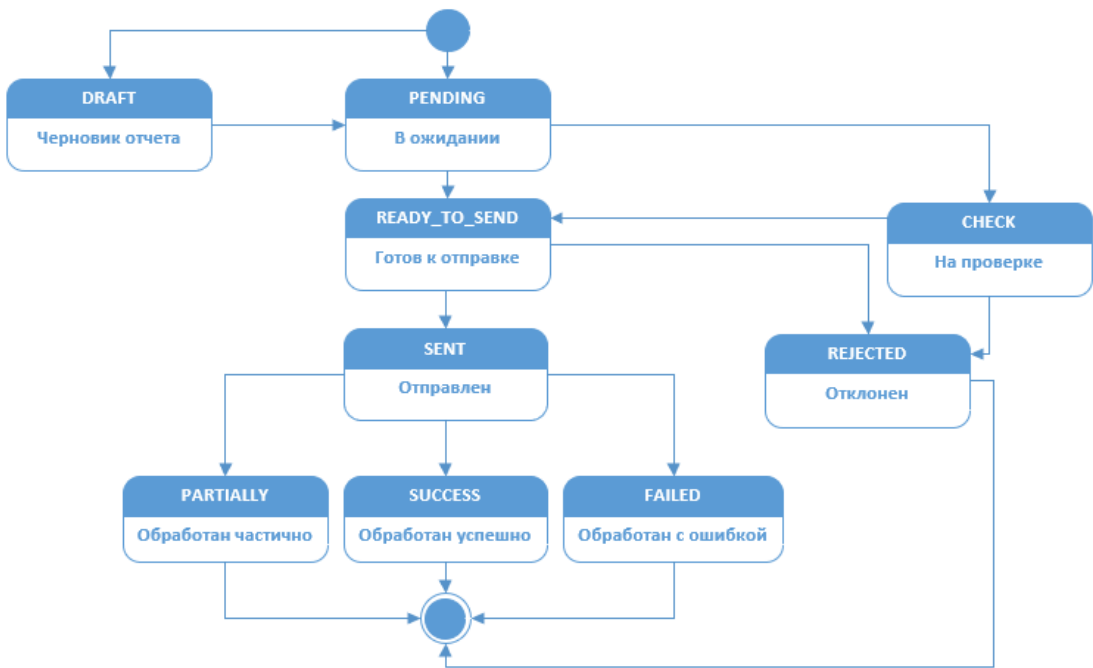 DRAFT
Черновик отчета
PENDING
В ожидании
READY_TO_SEND
Готов к отправке
CHECK
На проверке
SENT
Отправлен
REJECTED
Отклонен
PARTIALLY
Обработан частично
SUCCESS
Обработан успешно
FAILED
Обработан с ошибкой